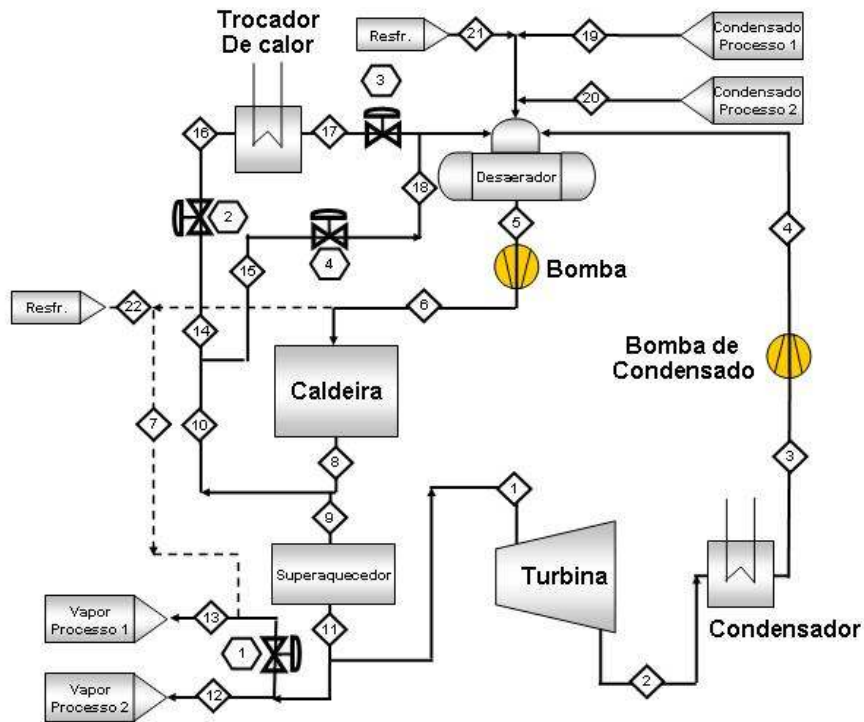 Trocador
De calor
Resfr.
21
19
Condensado
Processo 1
3
20
Condensado
Processo 2
16
17
18
Desaerador
2
5
4
4
15
Bomba
Resfr.
22
6
14
Bomba de
Condensado
Caldeira
7
10
8
3
9
1
Superaquecedor
Turbina
Vapor
Processo 1
13
11
Condensador
1
Vapor
Processo 2
12
2